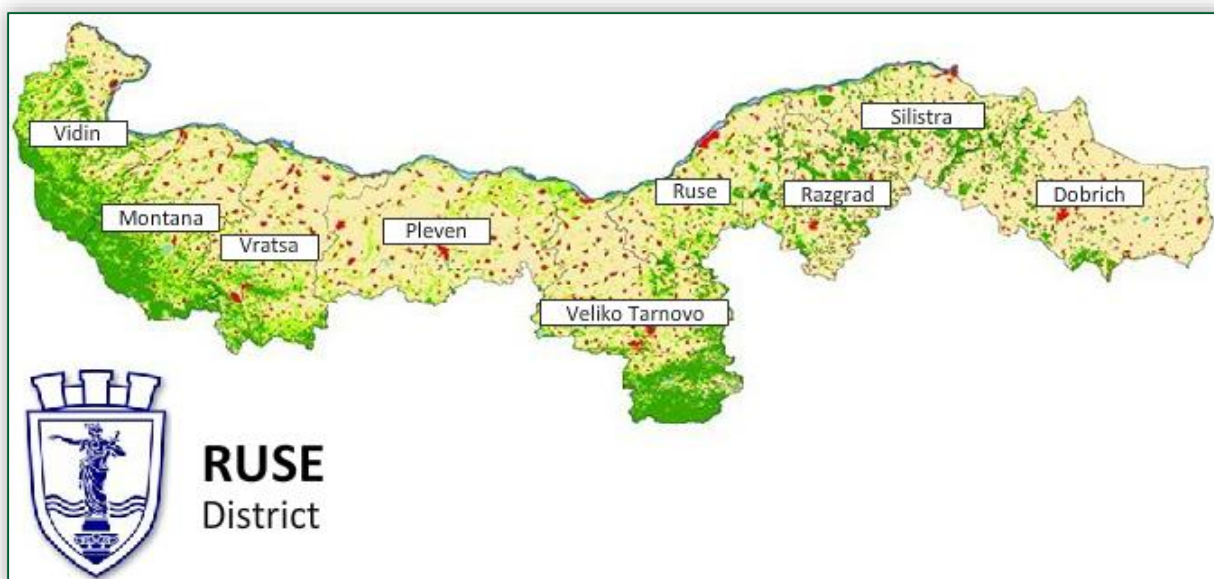 Vidin
Silistra
Ruse
Razgrad
Dobrich
Montana
Vratsa
Pleven
Veliko Tarnovo
RUSE
District